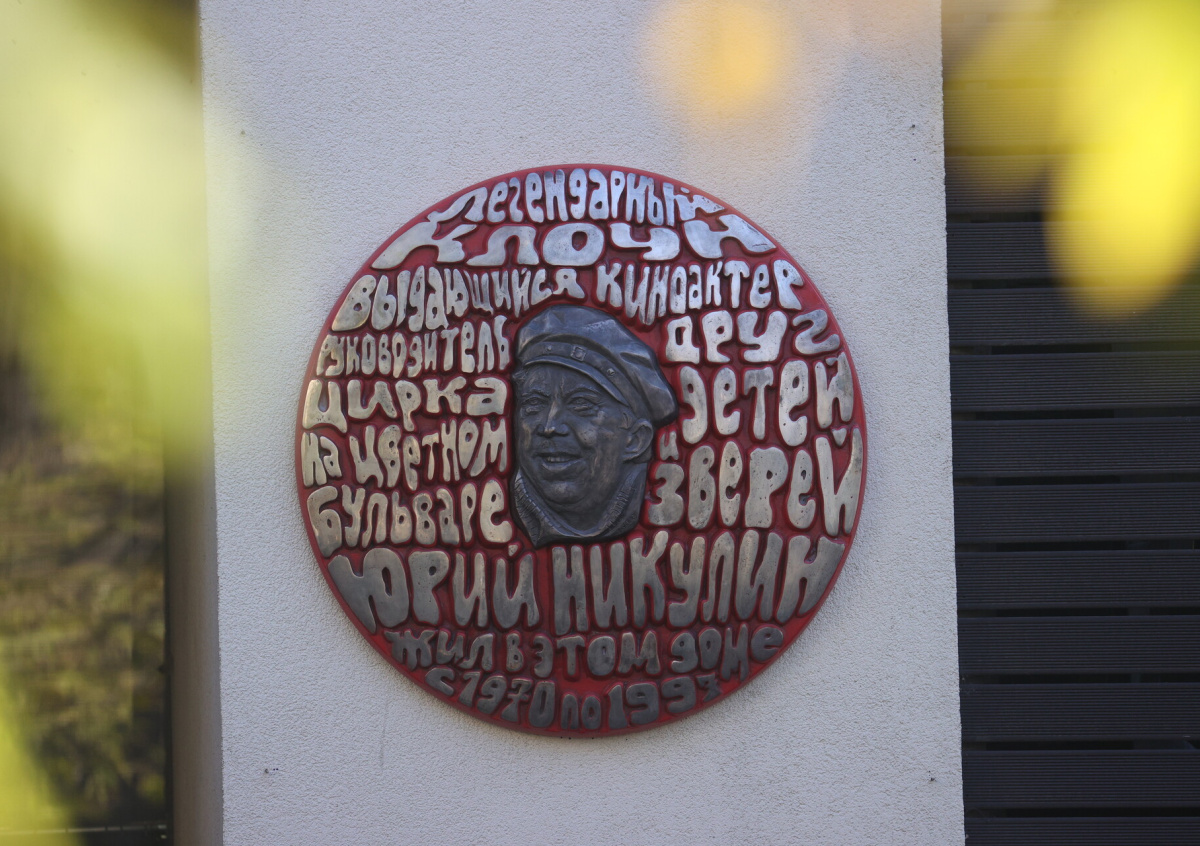 Легендарный
клоун
выдающийся киноактер
руководитель
цирка
на цветном
бульваре
друг
детей
и
зверей
Юрий Никулин
жил в этом доме
с 1970 по 1993